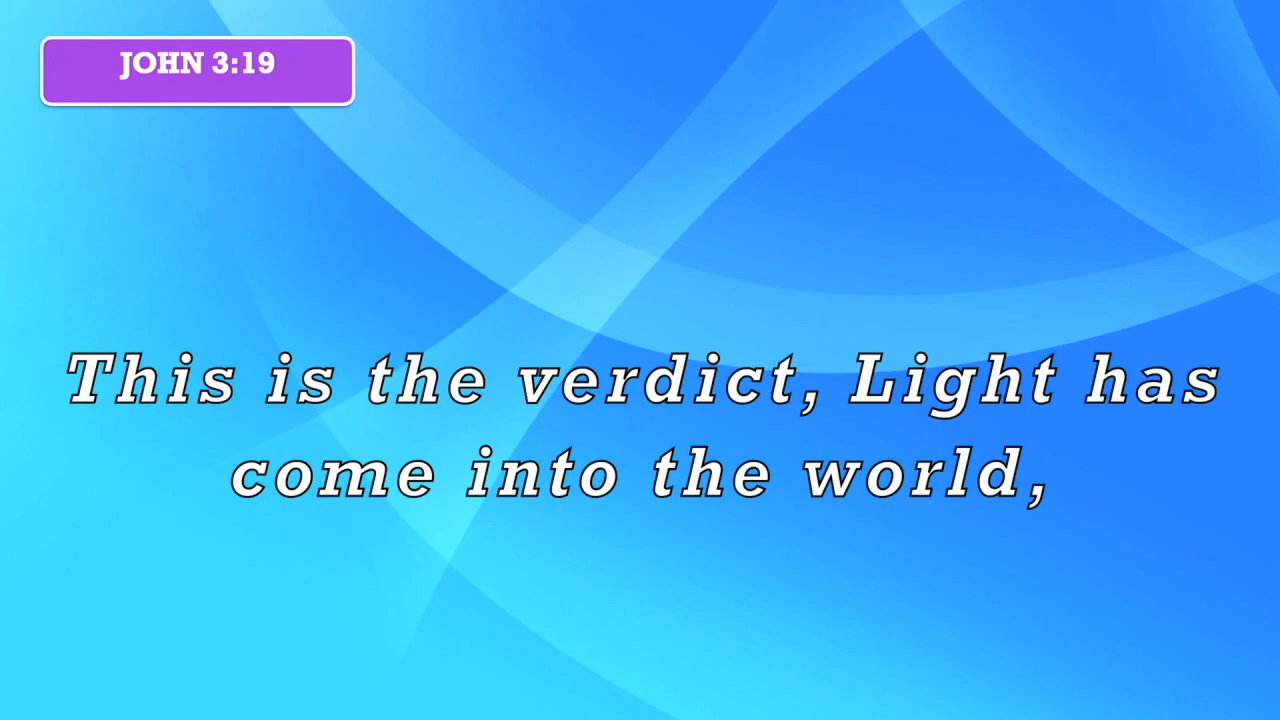 JOHN 3:19
This is the verdict, Light has
come into the world,